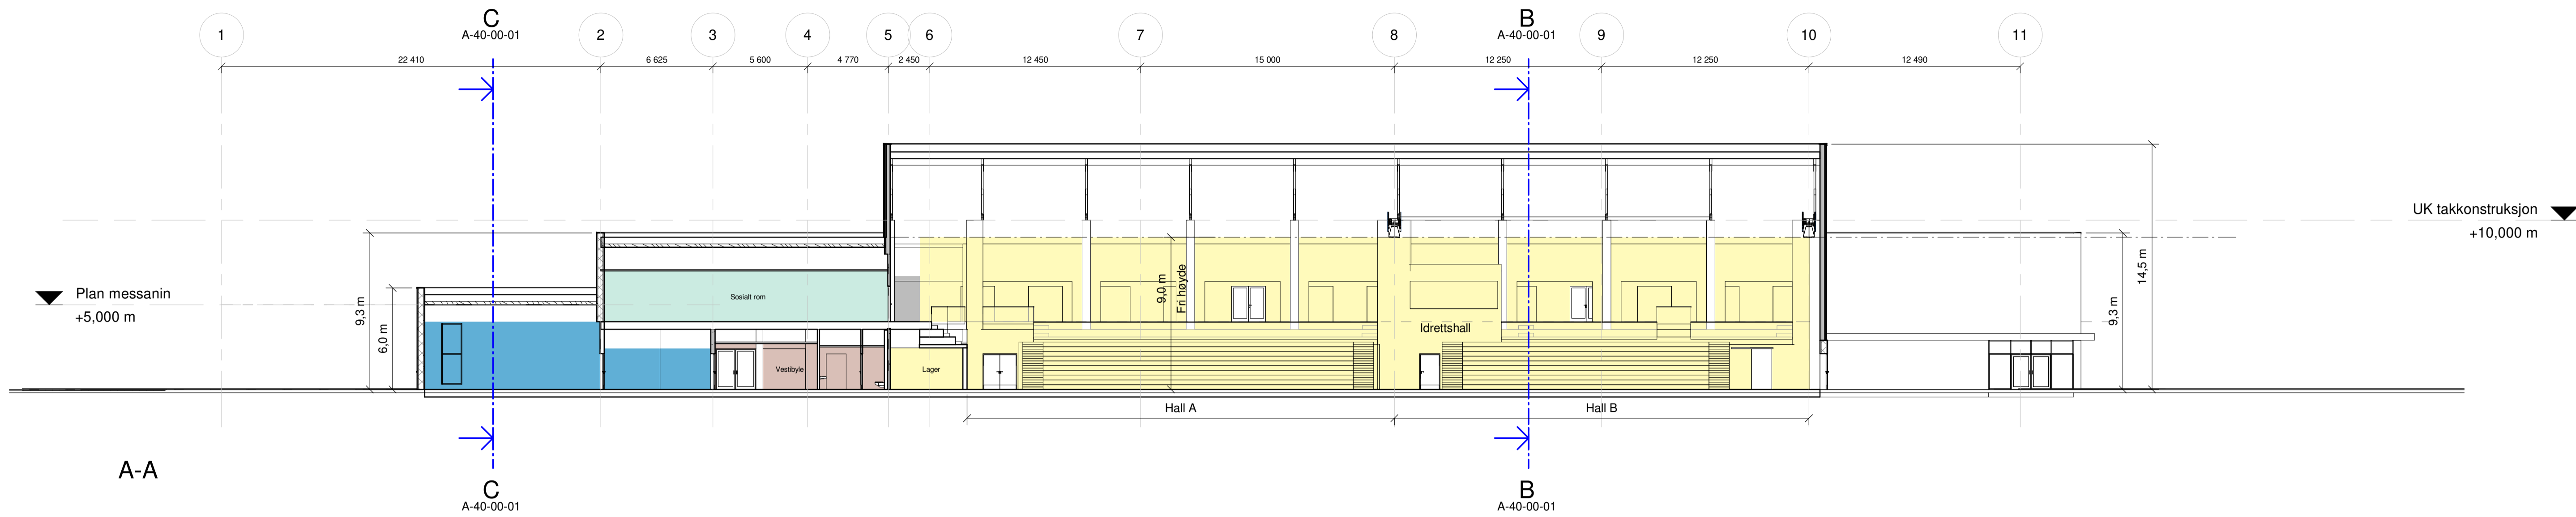 C
A-40-00-01
B
A-40-00-01
1
2
3
4
5
6
7
8
9
10
11
22 410
6 625
5 600
4 770
2 450
12 450
15 000
12 250
12 250
12 490
UK takkonstruksjon
+10,000 m
Plan messanin
+5,000 m
9,3 m
6,0 m
Sosialt rom
Vestibyle
Lager
9,0 m
Fri høyde
Idrettshall
14,5 m
9,3 m
Hall A
Hall B
A-A
C
A-40-00-01
B
A-40-00-01